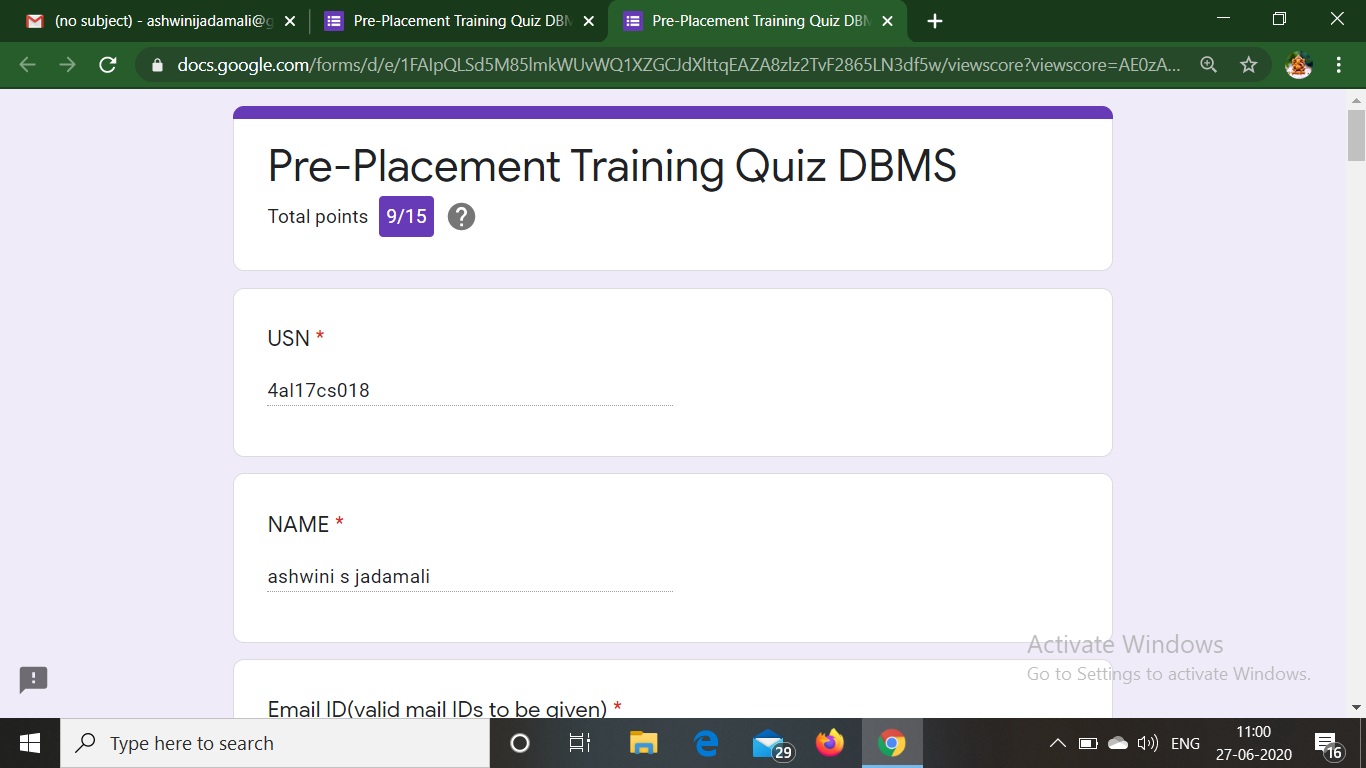 (no subject) - ashwinijadamali@g
Pre-Placement Training Quiz DBM
Pre-Placement Training Quiz DBM
docs.google.com/forms/d/e/1FAIpQLSd5M85lmkWUvWQ1XZGCJdXlttqEAZA8zlz2TvF2865LN3df5w/viewscore?viewscore=AE0zA...
Pre-Placement Training Quiz DBMS
Total points 9/15 ?
USN *
4al17cs018
NAME *
ashwini s jadamali
Email ID(valid mail IDs to be given) *
Activate Windows
Go to Settings to activate Windows.
Type here to search
29
ENG
11:00
27-06-2020
16